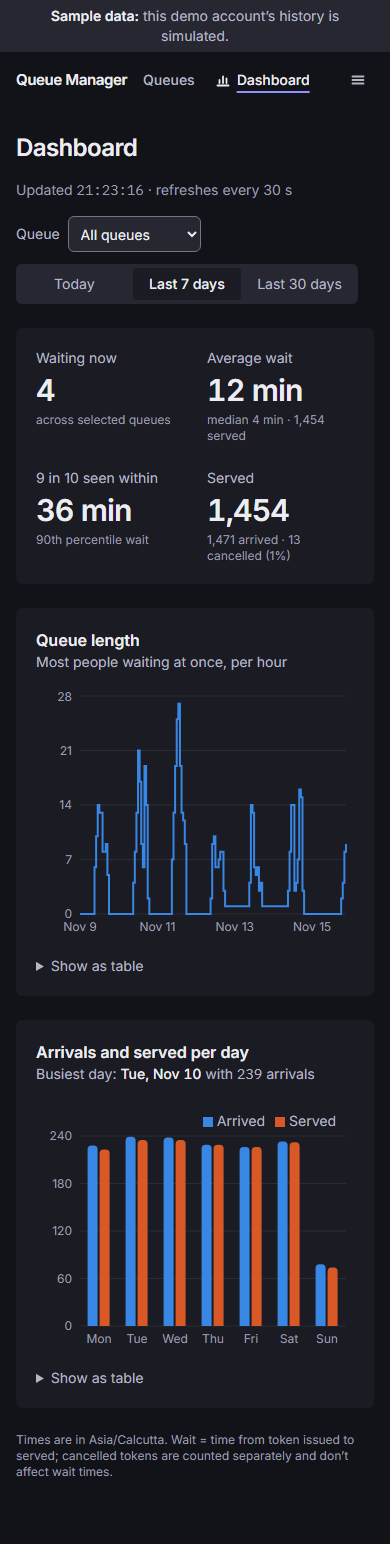 Sample data: this demo account's history is
simulated.
Queue Manager Queues Dashboard
Dashboard
Updated 21:23:16 · refreshes every 30 s
Queue All queues
Today Last 7 days Last 30 days
Waiting now
4
across selected queues
Average wait
12 min
median 4 min · 1,454
served
9 in 10 seen within
36 min
90th percentile wait
Served
1,454
1,471 arrived · 13
cancelled (1%)
Queue length
Most people waiting at once, per hour
28
21
14
7
0
Nov 9 Nov 11 Nov 13 Nov 15
Show as table
Arrivals and served per day
Busiest day: Tue, Nov 10 with 239 arrivals
Arrived Served
240
180
120
60
0
Mon Tue Wed Thu Fri Sat Sun
Show as table
Times are in Asia/Calcutta. Wait = time from token issued to
served; cancelled tokens are counted separately and don't
affect wait times.